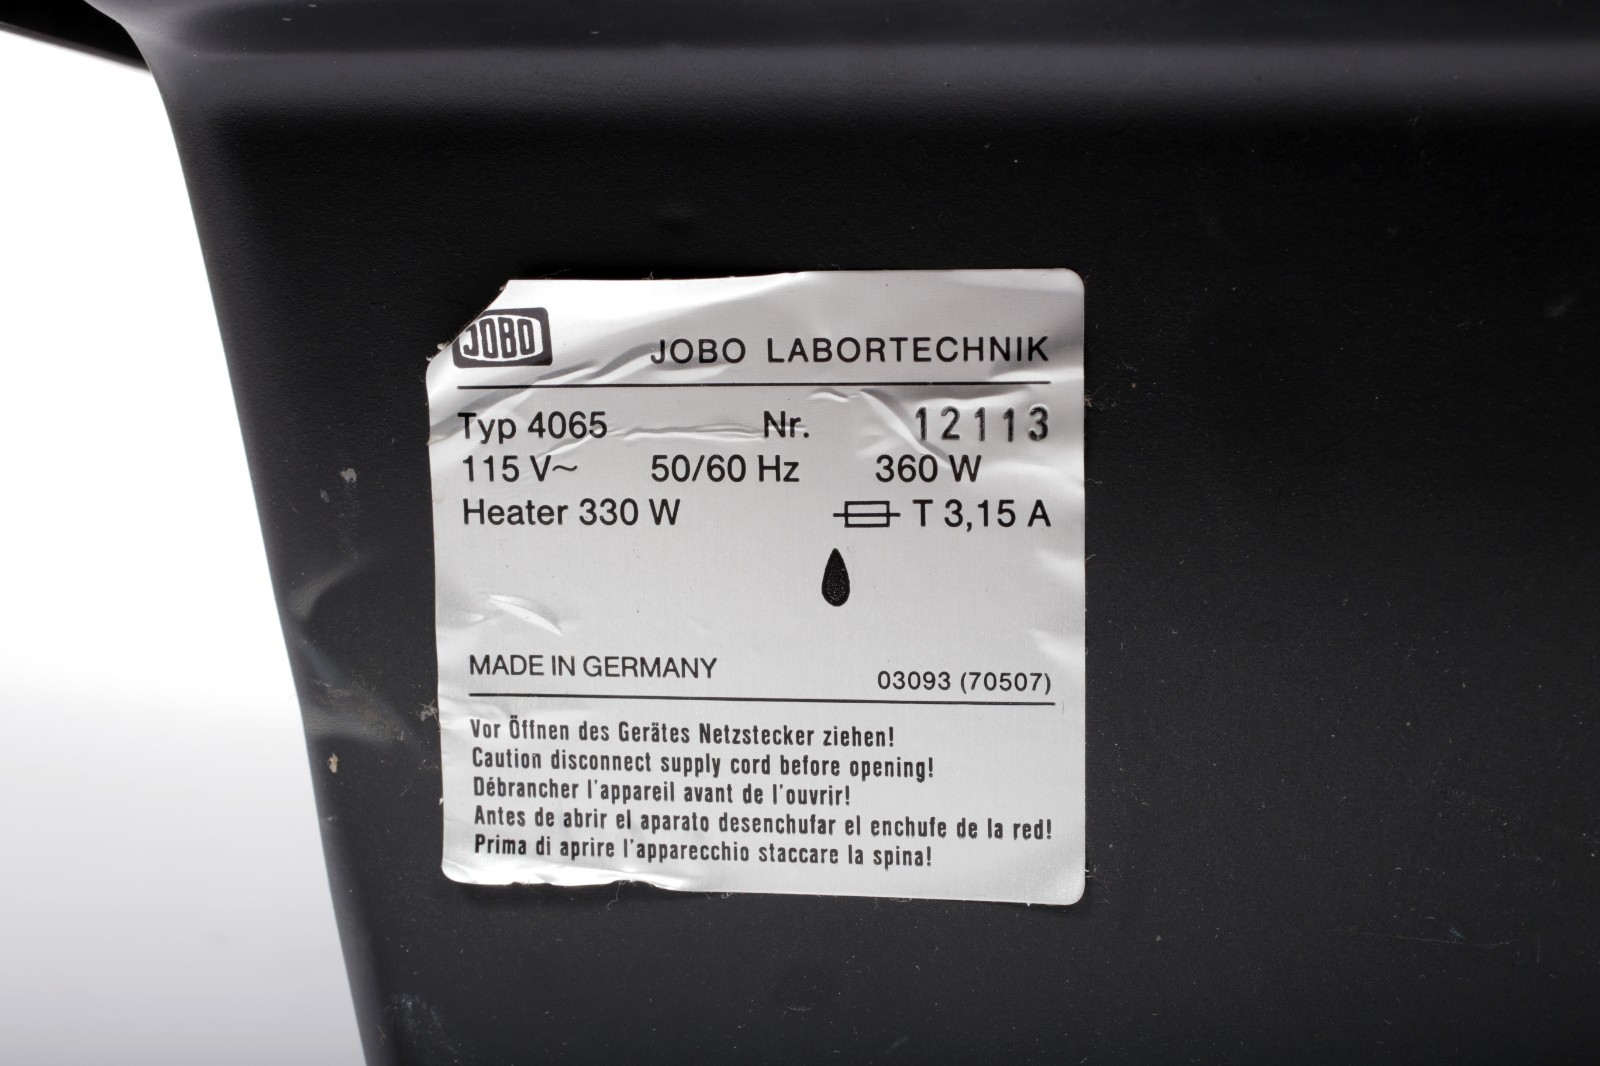 JOBO JOBO LABORTECHNIK
Typ 4065 Nr. 12113
115 V~ 50/60 Hz 360 W
Heater 330 W T 3,15 A
MADE IN GERMANY 03093 (70507)
Vor Öffnen des Gerätes Netzstecker ziehen!
Caution disconnect supply cord before opening!
Débrancher l'appareil avant de l'ouvrir!
Antes de abrir el aparato desenchufar el enchufe de la red!
Prima di aprire l'apparecchio staccare la spina!